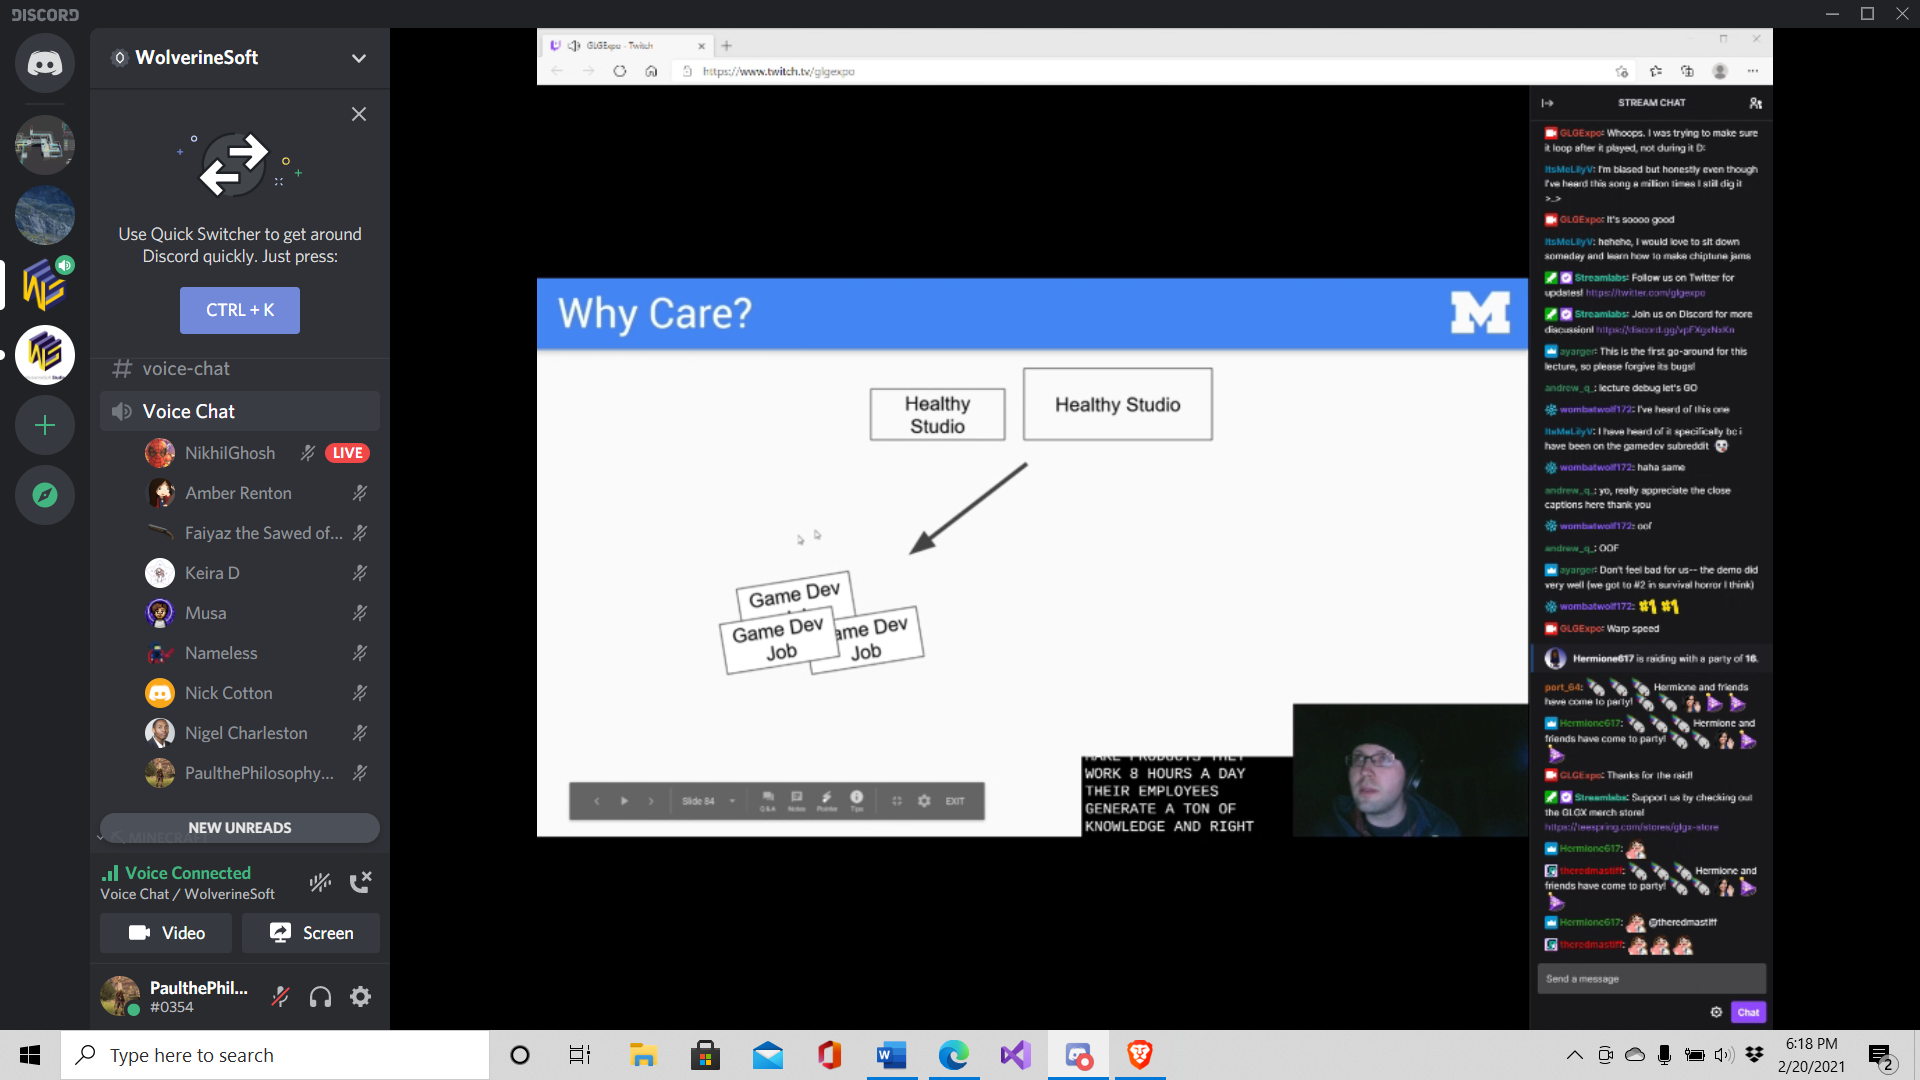 DISCORD
WolverineSoft
Use Quick Switcher to get around
Discord quickly. Just press:
CTRL + K
voice-chat
Voice Chat
NikhilGhosh
LIVE
Amber Renton
Faiyaz the Sawed of...
Keira D
Musa
Nameless
Nick Cotton
Nigel Charleston
PaulthePhilosophy...
NEW UNREADS
MINECRAFT
Voice Connected
Voice Chat / WolverineSoft
Video
Screen
PaulthePhil...
#0354
GLGExpo - Twitch
https://www.twitch.tv/glgexpo
Why Care?
M
Healthy
Studio
Healthy Studio
Game Dev
Game Dev
Job
ame Dev
Job
Slide 84
Q&A
Notes
Pointer
Tips
EXIT
MAKE PRODUCTS THEY
WORK 8 HOURS A DAY
THEIR EMPLOYEES
GENERATE A TON OF
KNOWLEDGE AND RIGHT
STREAM CHAT
GLGExpo: Whoops. I was trying to make sure
it loop after it played, not during it D:
ItsMeLilyV: I'm biased but honestly even though
I've heard this song a million times I still dig it
>_>
GLGExpo: It's soooo good
ItsMeLilyV: hehehe, I would love to sit down
someday and learn how to make chiptune jams
Streamlabs: Follow us on Twitter for
updates! https://twitter.com/glgexpo
Streamlabs: Join us on Discord for more
discussion!
ayarger: This is the first go-around for this
lecture, so please forgive its bugs!
andrew_q_: lecture debug let's GO
wombatwolf172: I've heard of this one
ItsMeLilyV: I have heard of it specifically bc i
have been on the gamedev subreddit
wombatwolf172: haha same
andrew_q_: yo, really appreciate the close
captions here thank you
wombatwolf172: oof
andrew_q_: OOF
ayarger: Don't feel bad for us-- the demo did
very well (we got to #2 in survival horror I think)
wombatwolf172: #1 #1
GLGExpo: Warp speed
Hermione617 is raiding with a party of 16.
port_64: Hermione and friends
have come to party!
Hermione617: Hermione and
friends have come to party!
GLGExpo: Thanks for the raid!
Streamlabs: Support us by checking out
the GLGX merch store!
https://teespring.com/stores/glgx-store
Hermione617:
theredmastiff: Hermione and
friends have come to party!
Hermione617: @theredmastiff
theredmastiff:
Send a message
Chat
Type here to search
6:18 PM
2/20/2021
2